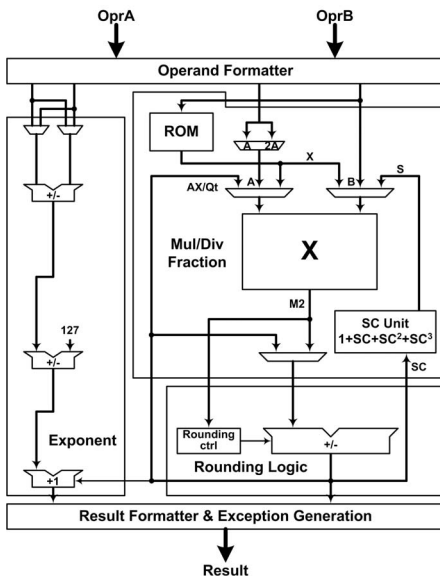 OprA
OprB
Operand Formatter
ROM
A 2A
X
S
AX/Qt
A
B
+/-
Mul/Div
Fraction
X
M2
SC Unit
1+SC+SC²+SC³
127
+/-
SC
Exponent
Rounding
ctrl
+/-
Rounding Logic
+1
Result Formatter & Exception Generation
Result